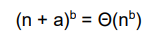 (n + a)ᵇ = Θ(nᵇ)